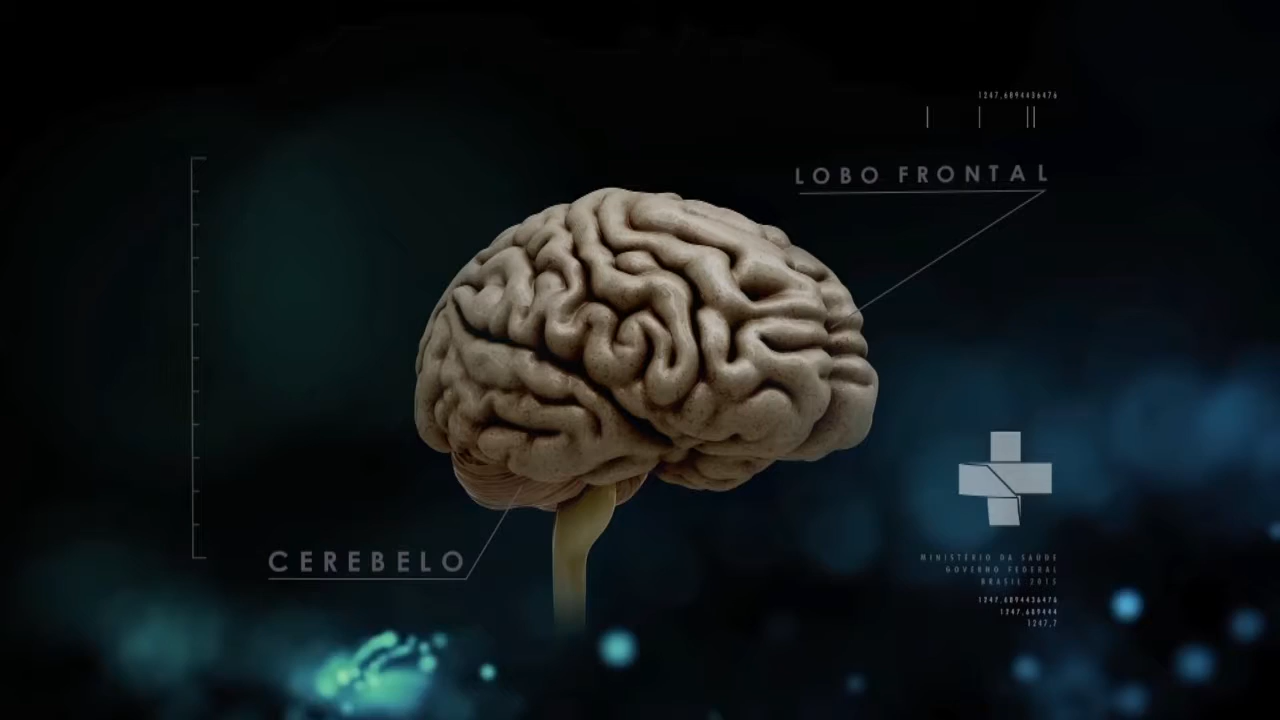 1247,6894436476
LOBO FRONTAL
CEREBELO
MINISTÉRIO DA SAÚDE
GOVERNO FEDERAL
BRASIL 2015
1247,6894436476
1247,689444
1247,7